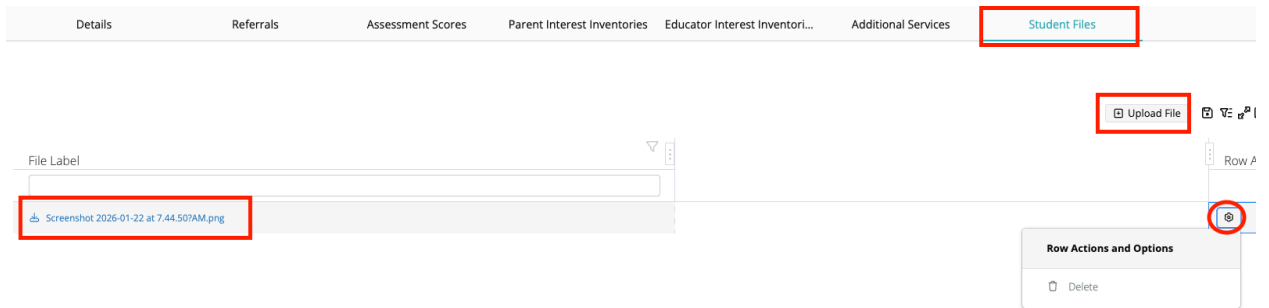 Details Referrals Assessment Scores Parent Interest Inventories Educator Interest Inventori... Additional Services Student Files
Upload File
File Label Row A
Screenshot 2026-01-22 at 7.44.50?AM.png
Row Actions and Options
Delete